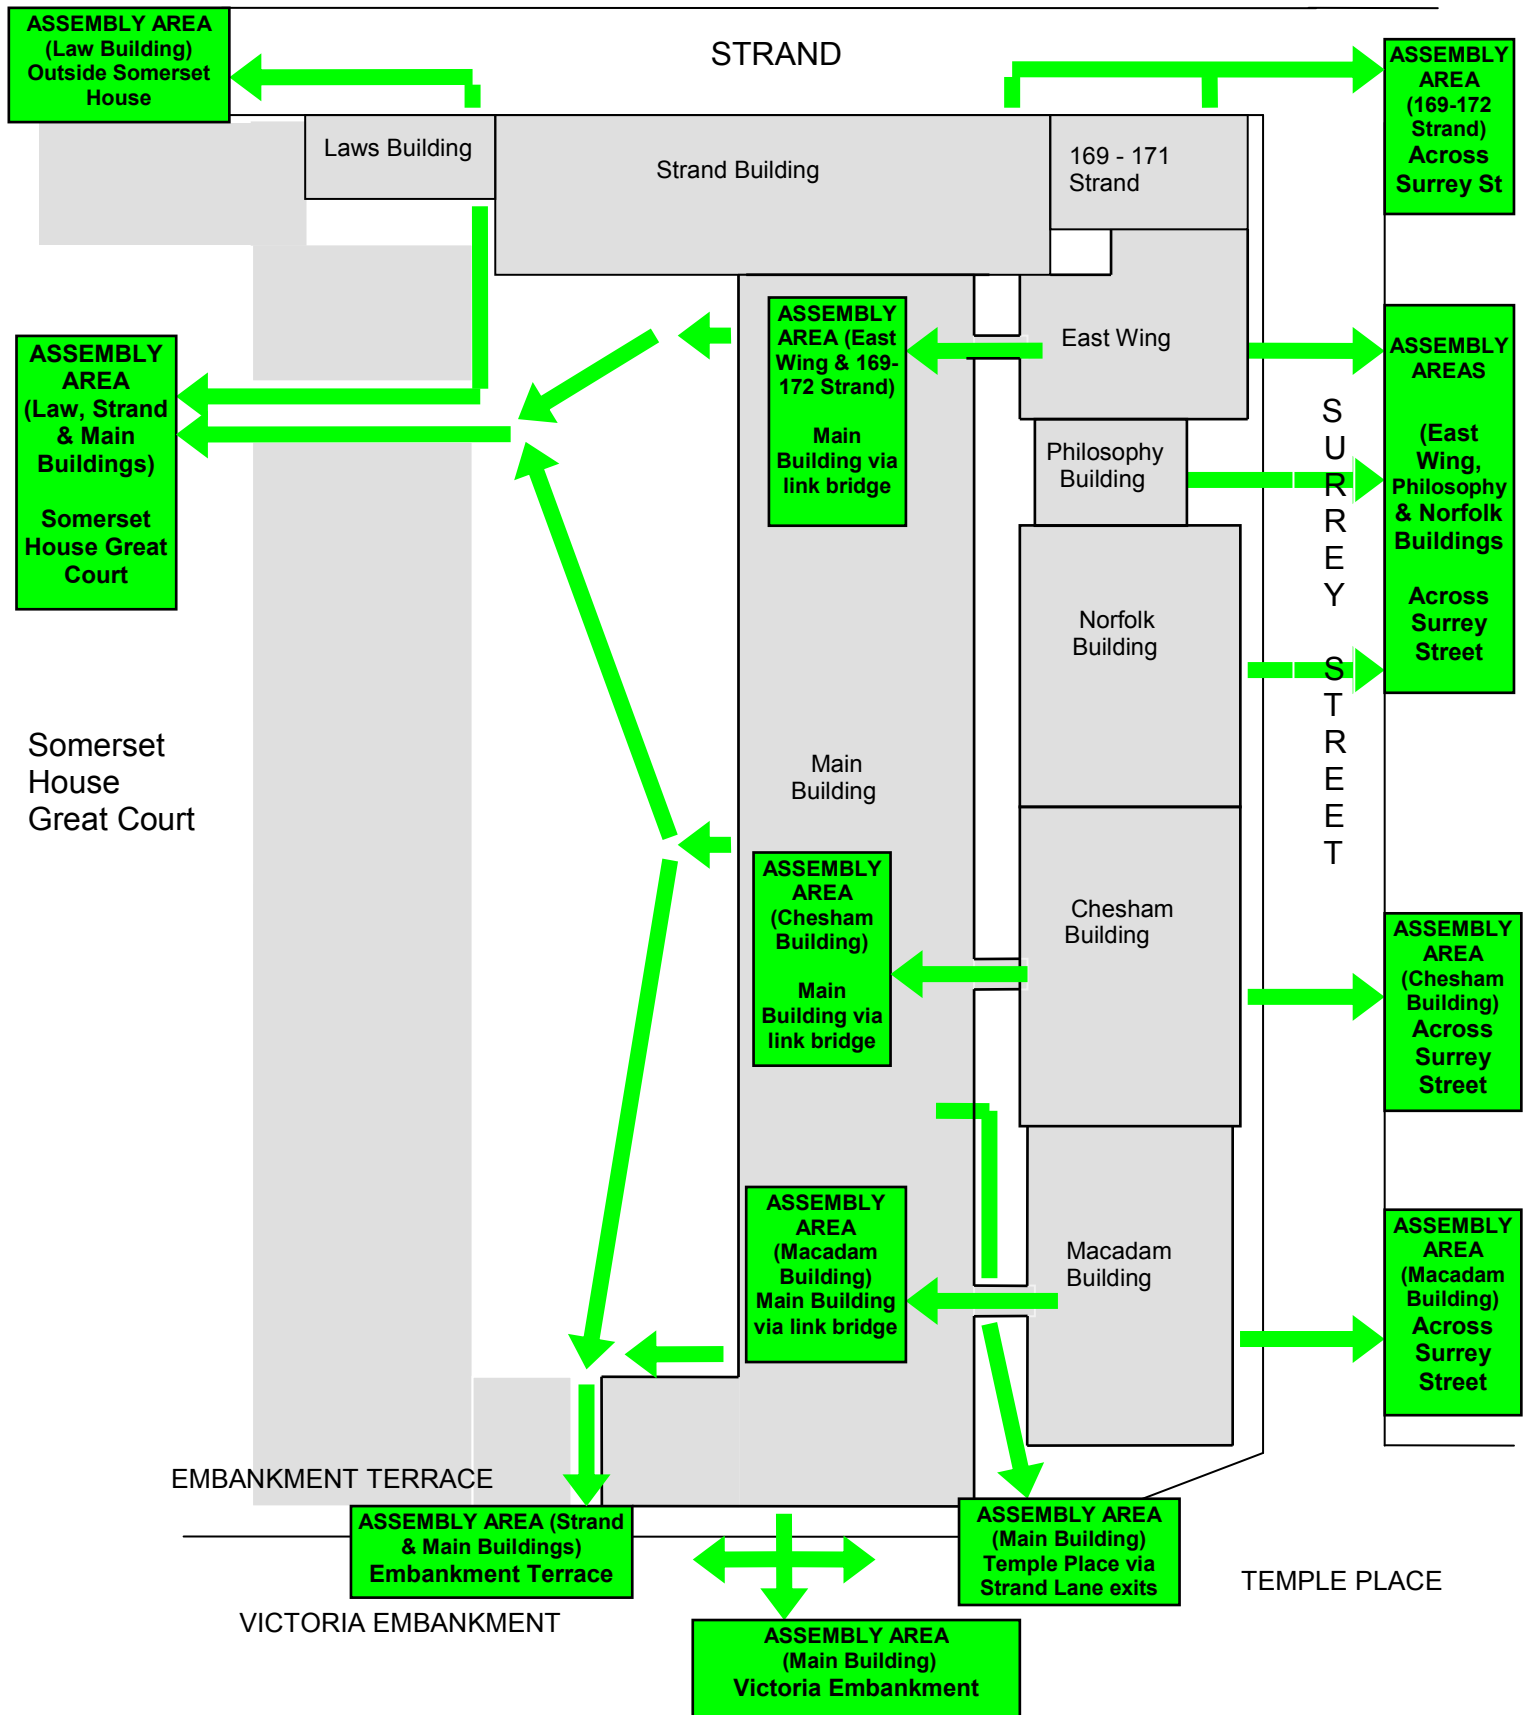 ASSEMBLY AREA
(Law Building)
Outside Somerset
House
STRAND
ASSEMBLY
AREA
(169-172
Strand)
Across
Surrey St
Laws Building
Strand Building
169 - 171
Strand
ASSEMBLY
AREA
(Law, Strand
& Main
Buildings)
Somerset
House Great
Court
ASSEMBLY
AREA (East
Wing & 169-
172 Strand)
Main
Building via
link bridge
East Wing
Philosophy
Building
SURREY STREET
ASSEMBLY
AREAS
(East
Wing,
Philosophy
& Norfolk
Buildings
Across
Surrey
Street
Norfolk
Building
Somerset
House
Great Court
Main
Building
ASSEMBLY
AREA
(Chesham
Building)
Main
Building via
link bridge
Chesham
Building
ASSEMBLY
AREA
(Chesham
Building)
Across
Surrey
Street
ASSEMBLY
AREA
(Macadam
Building)
Main Building
via link bridge
Macadam
Building
ASSEMBLY
AREA
(Macadam
Building)
Across
Surrey
Street
EMBANKMENT TERRACE
ASSEMBLY AREA (Strand
& Main Buildings)
Embankment Terrace
ASSEMBLY AREA
(Main Building)
Temple Place via
Strand Lane exits
TEMPLE PLACE
VICTORIA EMBANKMENT
ASSEMBLY AREA
(Main Building)
Victoria Embankment